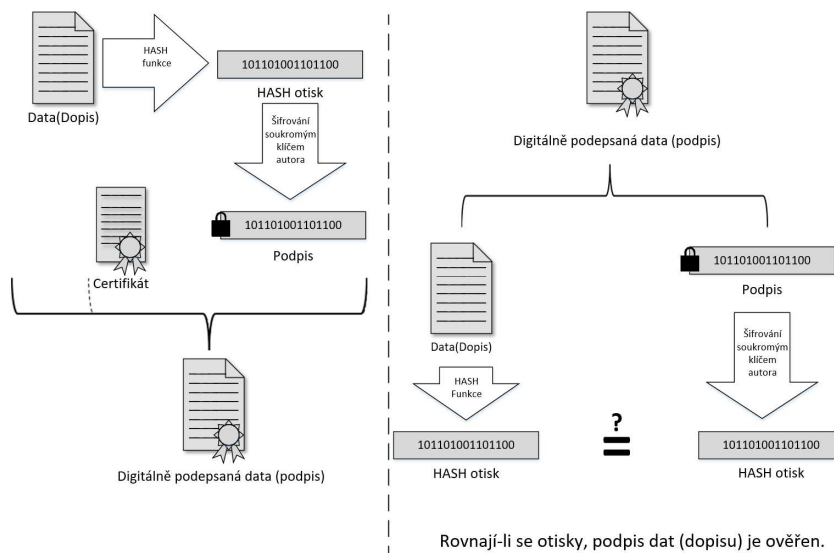 HASH
funkce
101101001101100
Data(Dopis)
HASH otisk
Šifrování
soukromým
klíčem
autora
101101001101100
Podpis
Certifikát
Digitálně podepsaná data (podpis)
Digitálně podepsaná data (podpis)
101101001101100
Podpis
Data(Dopis)
Šifrování
soukromým
klíčem
autora
HASH
Funkce
?
=
101101001101100
101101001101100
HASH otisk
HASH otisk
Rovnají-li se otisky, podpis dat (dopisu) je ověřen.